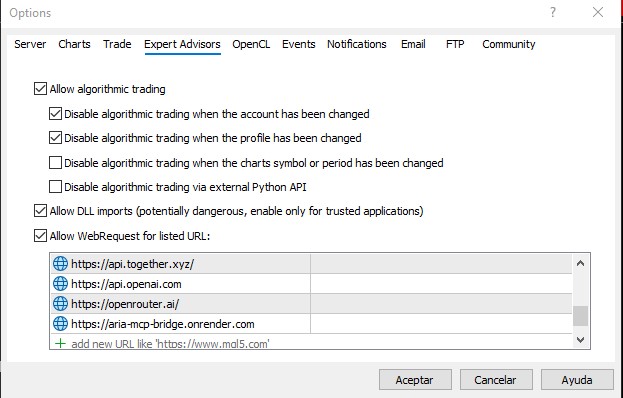 Options
Server Charts Trade Expert Advisors OpenCL Events Notifications Email FTP Community
Allow algorithmic trading
Disable algorithmic trading when the account has been changed
Disable algorithmic trading when the profile has been changed
Disable algorithmic trading when the charts symbol or period has been changed
Disable algorithmic trading via external Python API
Allow DLL imports (potentially dangerous, enable only for trusted applications)
Allow WebRequest for listed URL:
https://api.together.xyz/
https://api.openai.com
https://openrouter.ai/
https://aria-mcp-bridge.onrender.com
add new URL like 'https://www.mql5.com'
Aceptar Cancelar Ayuda